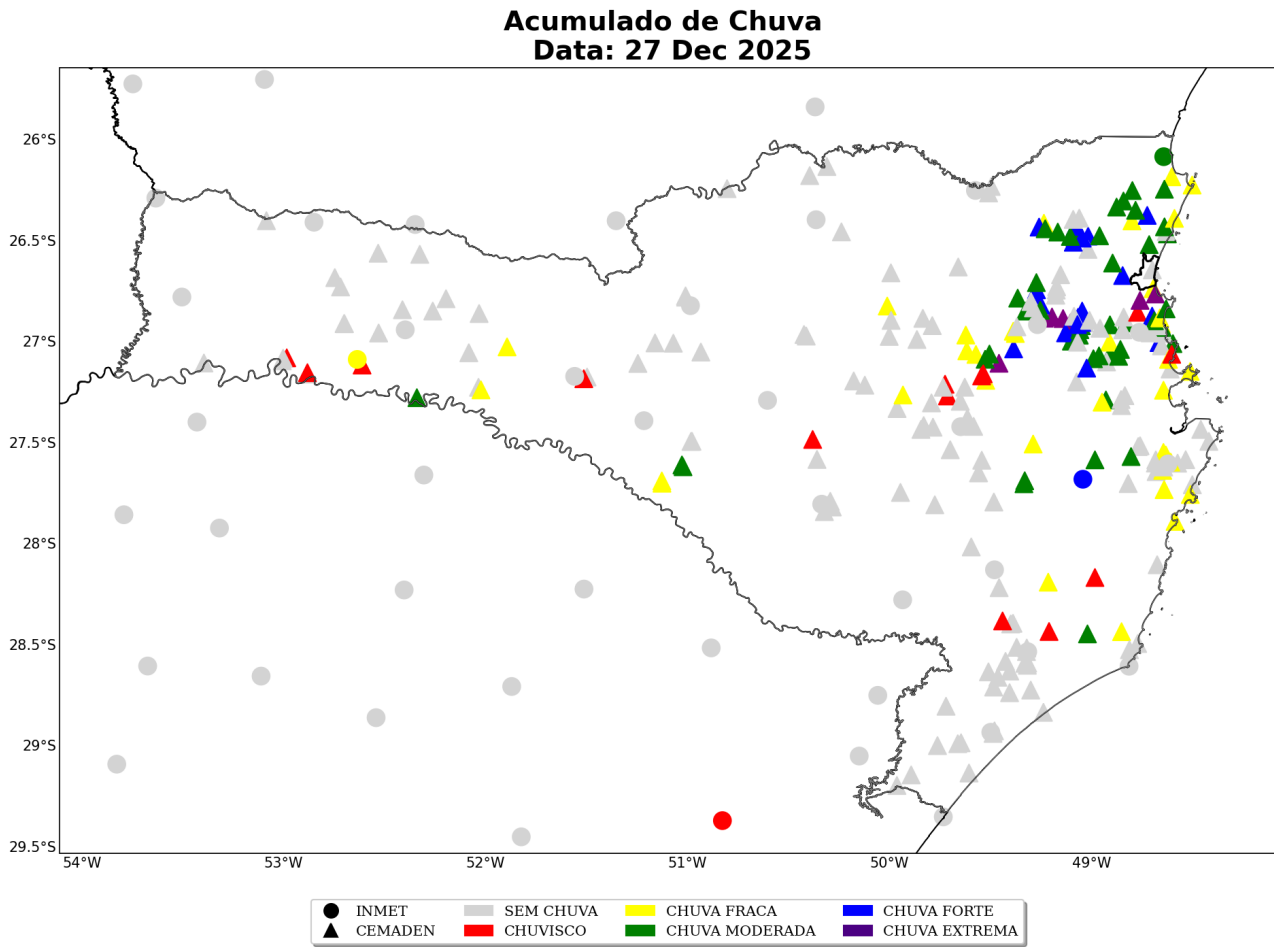 Acumulado de Chuva
Data: 27 Dec 2025
26°S
26.5°S
27°S
27.5°S
28°S
28.5°S
29°S
29.5°S
54°W 53°W 52°W 51°W 50°W 49°W
INMET SEM CHUVA CHUVA FRACA CHUVA FORTE
CEMADEN CHUVISCO CHUVA MODERADA CHUVA EXTREMA